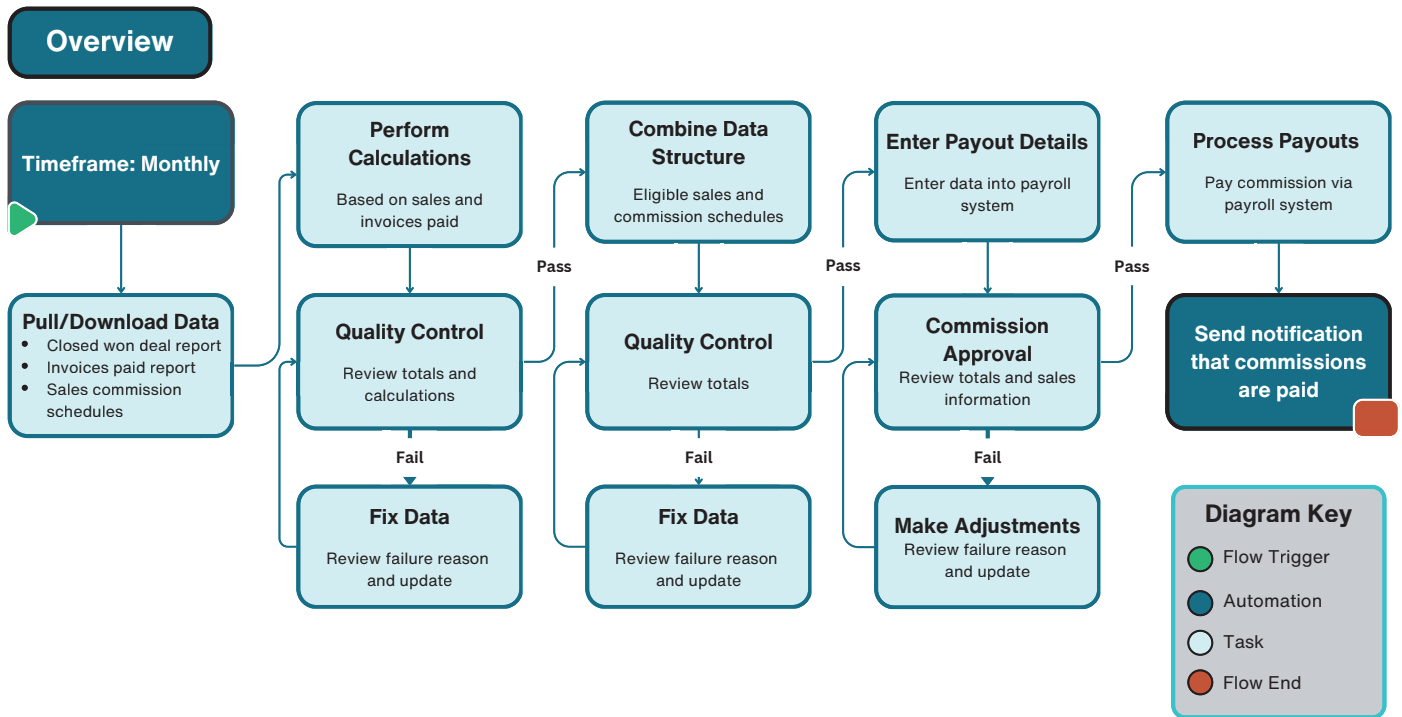 Overview
Timeframe: Monthly
Pull/Download Data
• Closed won deal report
• Invoices paid report
• Sales commission
schedules
Perform
Calculations
Based on sales and
invoices paid
Quality Control
Review totals and
calculations
Fail
Fix Data
Review failure reason
and update
Pass
Combine Data
Structure
Eligible sales and
commission schedules
Quality Control
Review totals
Fail
Fix Data
Review failure reason
and update
Pass
Enter Payout Details
Enter data into payroll
system
Commission
Approval
Review totals and sales
information
Fail
Make Adjustments
Review failure reason
and update
Pass
Process Payouts
Pay commission via
payroll system
Send notification
that commissions
are paid
Diagram Key
Flow Trigger
Automation
Task
Flow End